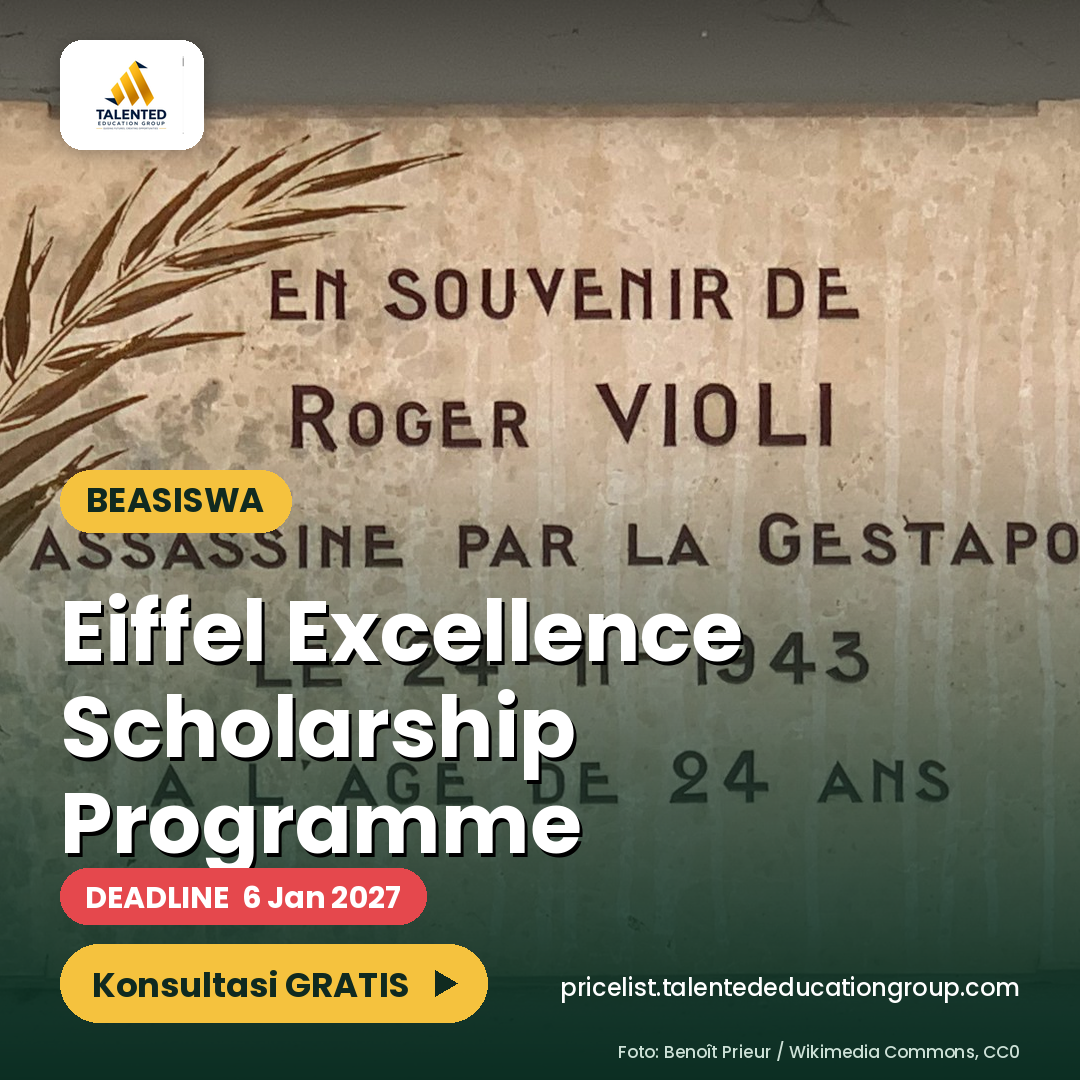 TALENTED
EDUCATION GROUP
EN SOUVENIR DE
ROGER VIOLI
BEASISWA
ASSASSINE PAR LA GESTAPO
Eiffel Excellence
LE 24 -11- 1943
Scholarship
A L'AGE DE 24 ANS
Programme
DEADLINE 6 Jan 2027
Konsultasi GRATIS
pricelist.talentededucationgroup.com
Foto: Benoît Prieur / Wikimedia Commons, CC0